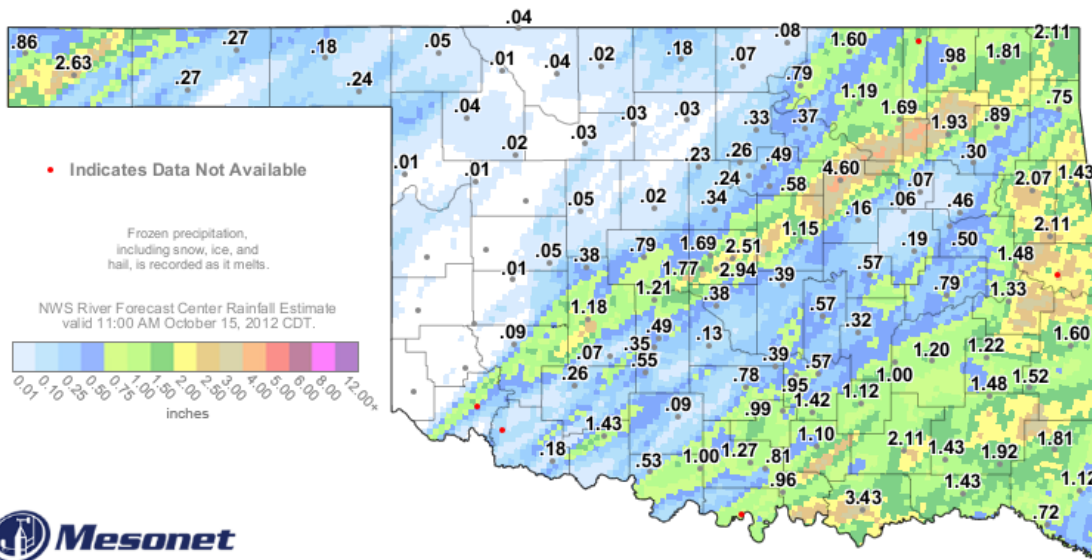 .04
.86 2.63 .27 .27 .18 .24 .05 .01 .04 .02 .18 .07 .08 1.60 .98 1.81 2.11
.79 1.19 1.69 1.93 .89 .75
.04 .03 .03 .33 .37
.02 .03 .23 .26 .49 .30
.01 .01 .24 .58 4.60 .07 2.07 1.43
.05 .02 .34 .16 .06 .46
1.15 2.11
.05 .38 .79 1.69 2.51 .19 .50 1.48
.01 1.77 2.94 .39 .57
1.21 .38 .79 1.33
1.18 .57
.09 .49 .13 .32 1.60
.07 .35 .55 .39 .57 1.20 1.22
.26 .78 .95 1.00 1.48 1.52
.09 .99 1.42 1.12
1.43 1.10 2.11 1.43 1.92 1.81
.18 .53 1.00 1.27 .81
.96 1.43 1.12
3.43 .72
Indicates Data Not Available
Frozen precipitation,
including snow, ice, and
hail, is recorded as it melts.
NWS River Forecast Center Rainfall Estimate
valid 11:00 AM October 15, 2012 CDT.
0.01 0.10 0.25 0.50 0.75 1.00 1.50 2.00 2.50 3.00 4.00 5.00 6.00 8.00 12.00+
inches
Mesonet